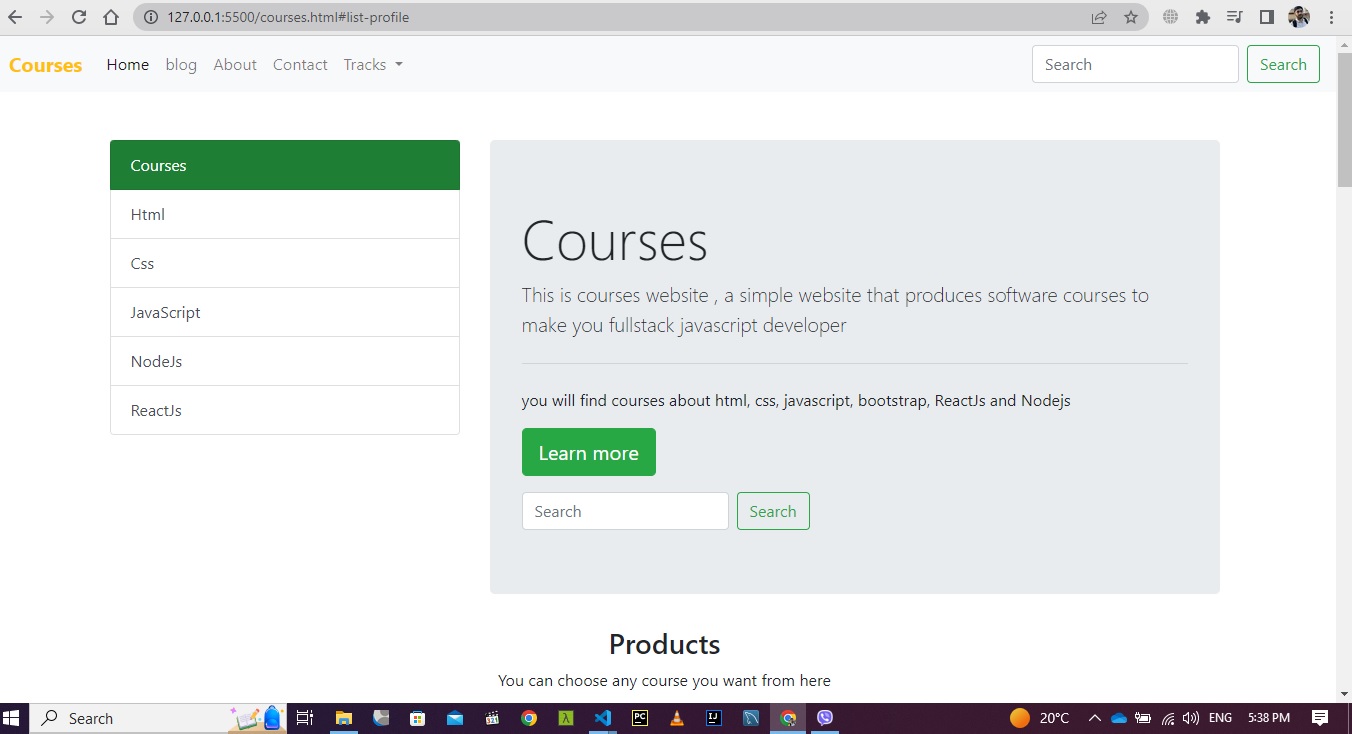 127.0.0.1:5500/courses.html#list-profile
Courses Home blog About Contact Tracks Search Search
Courses
Html
Css
JavaScript
NodeJs
ReactJs
Courses
This is courses website , a simple website that produces software courses to
make you fullstack javascript developer
you will find courses about html, css, javascript, bootstrap, ReactJs and Nodejs
Learn more
Search Search
Products
You can choose any course you want from here
Search 20°C ENG 5:38 PM